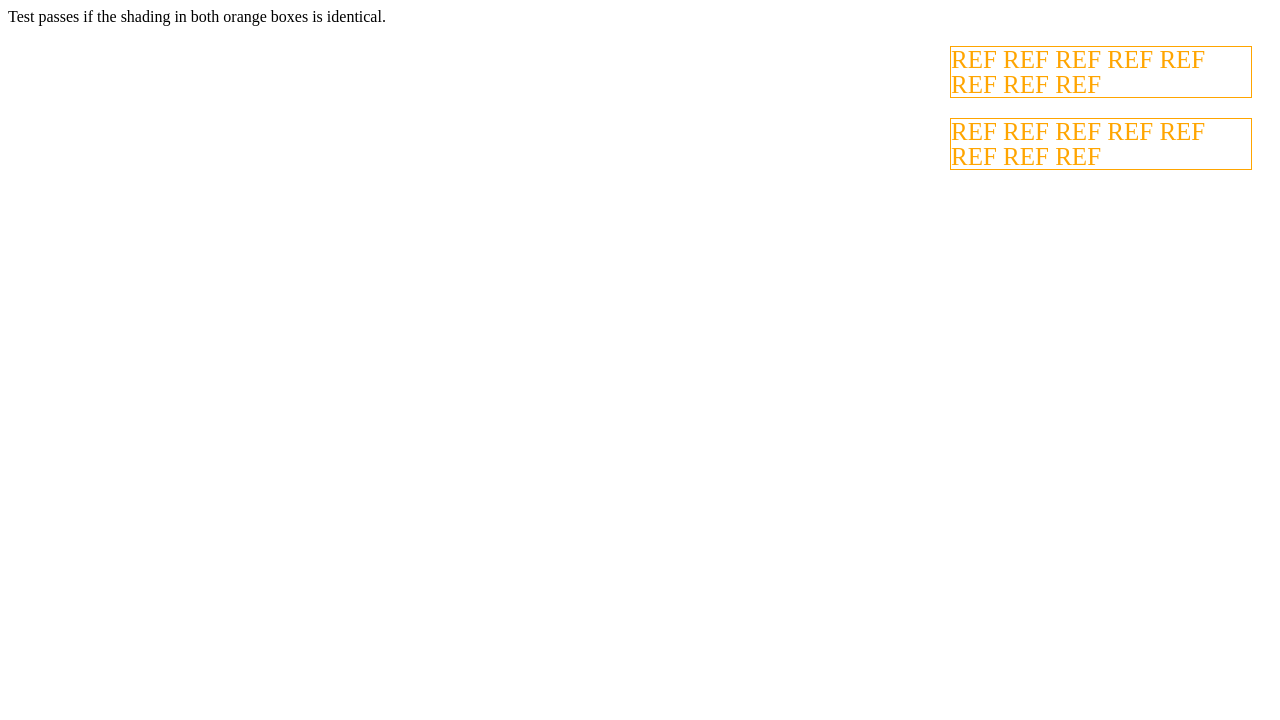 Test passes if the shading in both orange boxes is identical.
REF REF REF REF REF
REF REF REF
REF REF REF REF REF
REF REF REF